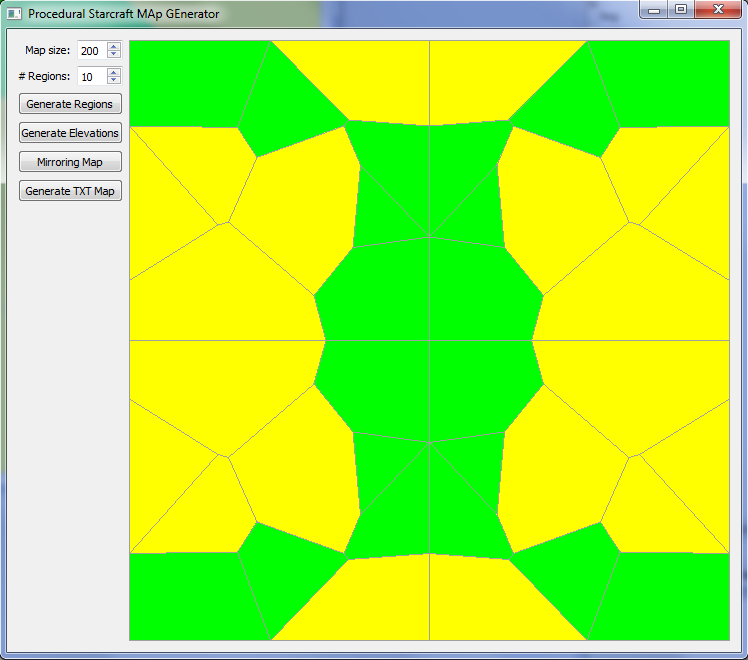 Procedural Starcraft MAp GEnerator
Map size: 200
# Regions: 10
Generate Regions
Generate Elevations
Mirroring Map
Generate TXT Map